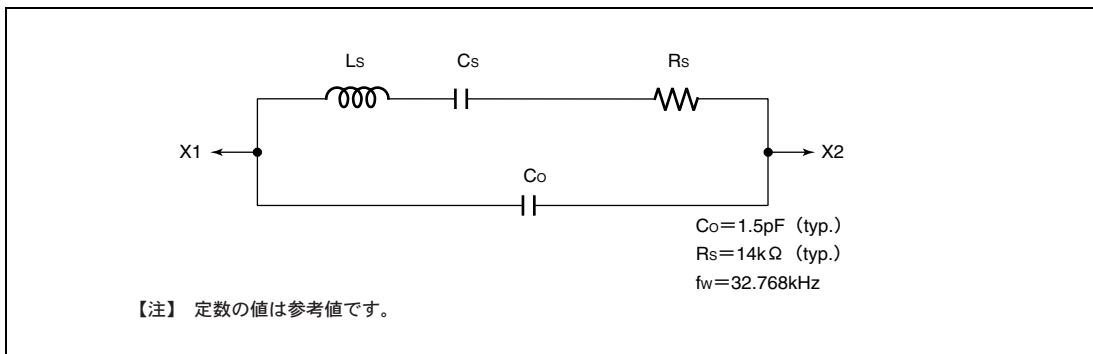 Ls Cs Rs
X1 X2
Co
Co=1.5pF（typ.）
Rs=14kΩ（typ.）
fw=32.768kHz
【注】 定数の値は参考値です。